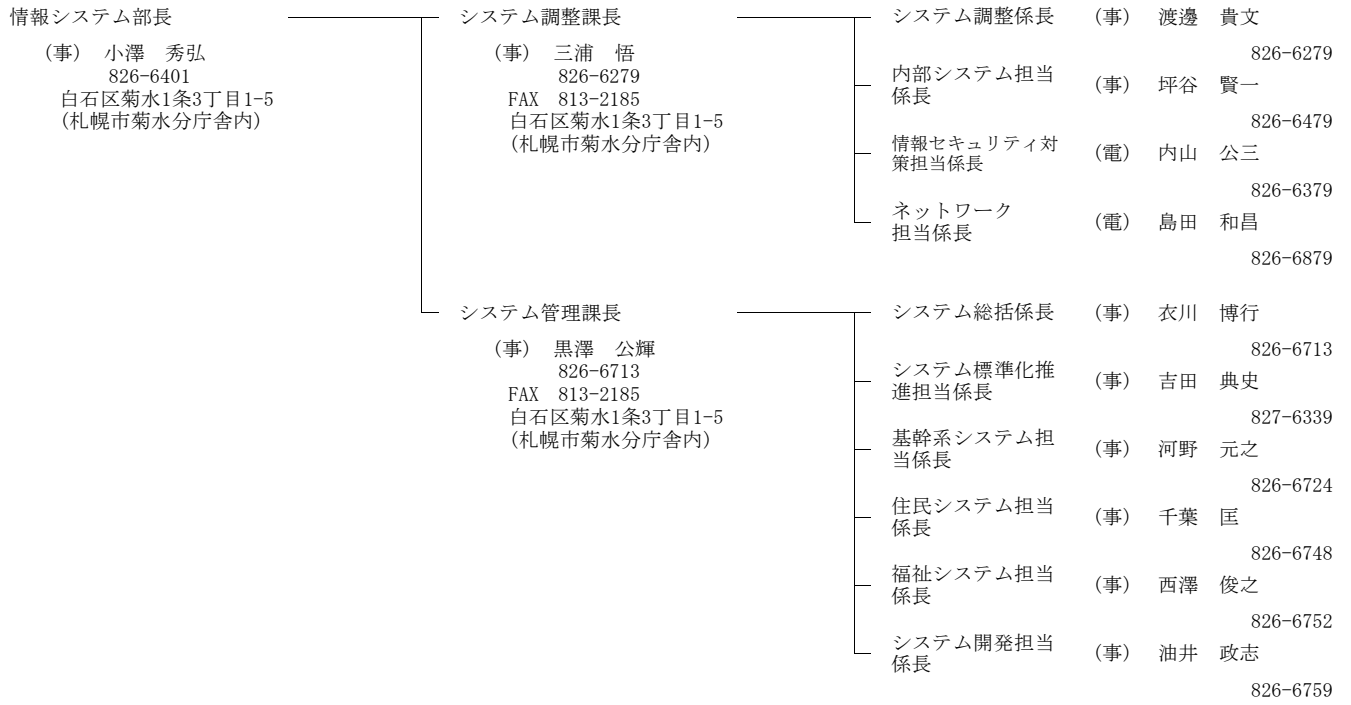 情報システム部長
(事) 小澤 秀弘
826-6401
白石区菊水1条3丁目1-5
(札幌市菊水分庁舎内)
システム調整課長
(事) 三浦 悟
826-6279
FAX 813-2185
白石区菊水1条3丁目1-5
(札幌市菊水分庁舎内)
システム調整係長 (事) 渡邊 貴文
826-6279
内部システム担当
係長 (事) 坪谷 賢一
826-6479
情報セキュリティ対
策担当係長 (電) 内山 公三
826-6379
ネットワーク
担当係長 (電) 島田 和昌
826-6879
システム管理課長
(事) 黒澤 公輝
826-6713
FAX 813-2185
白石区菊水1条3丁目1-5
(札幌市菊水分庁舎内)
システム総括係長 (事) 衣川 博行
826-6713
システム標準化推
進担当係長 (事) 吉田 典史
827-6339
基幹系システム担
当係長 (事) 河野 元之
826-6724
住民システム担当
係長 (事) 千葉 匡
826-6748
福祉システム担当
係長 (事) 西澤 俊之
826-6752
システム開発担当
係長 (事) 油井 政志
826-6759